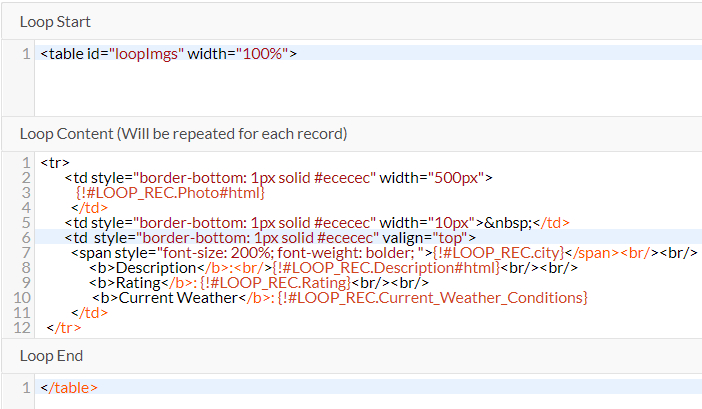 Loop Start
1 <table id="loopImgs" width="100%">
Loop Content (Will be repeated for each record)
1 <tr>
2 <td style="border-bottom: 1px solid #ececec" width="500px">
3 {!#LOOP_REC.Photo#html}
4 </td>
5 <td style="border-bottom: 1px solid #ececec" width="10px">&nbsp;</td>
6 <td  style="border-bottom: 1px solid #ececec" valign="top">
7 <span style="font-size: 200%; font-weight: bolder; ">{!#LOOP_REC.city}</span><br/><br/>
8 <b>Description</b>:<br/>{!#LOOP_REC.Description#html}<br/><br/>
9 <b>Rating</b>: {!#LOOP_REC.Rating}<br/><br/>
10 <b>Current Weather</b>: {!#LOOP_REC.Current_Weather_Conditions}
11 </td>
12 </tr>
Loop End
1 </table>